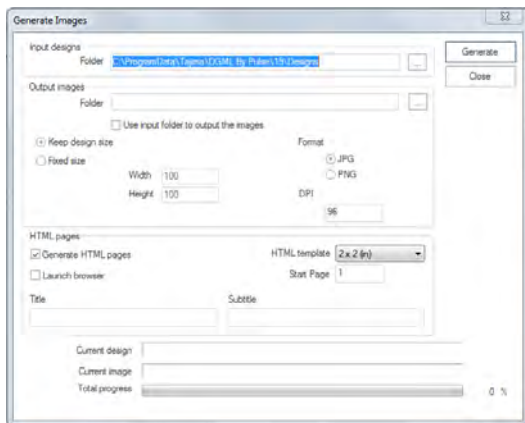 Generate Images
Input designs
Folder C:\ProgramData\Tajima\DGML By Pulse\15\Designs ...
Generate
Close
Output images
Folder ...
Use input folder to output the images
Keep design size
Fixed size
Width 100
Height 100
Format
JPG
PNG
DPI
96
HTML pages
Generate HTML pages
Launch browser
HTML template 2 x 2 (in)
Start Page 1
Title
Subtitle
Current design
Current image
Total progress
0 %